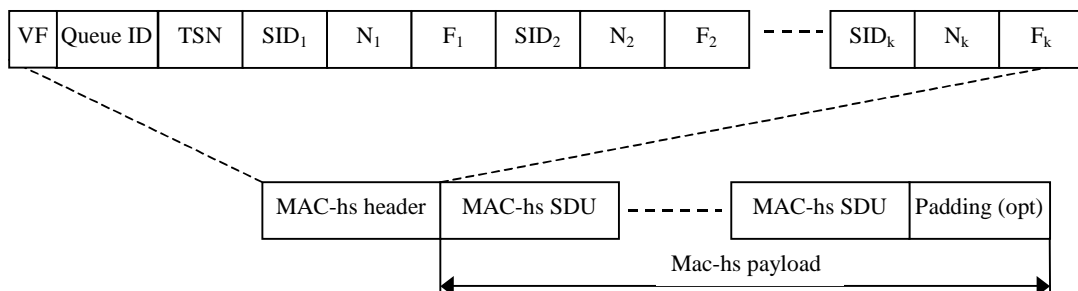 VF Queue ID TSN SID₁ N₁ F₁ SID₂ N₂ F₂ SIDₖ Nₖ Fₖ
MAC-hs header MAC-hs SDU MAC-hs SDU Padding (opt)
Mac-hs payload